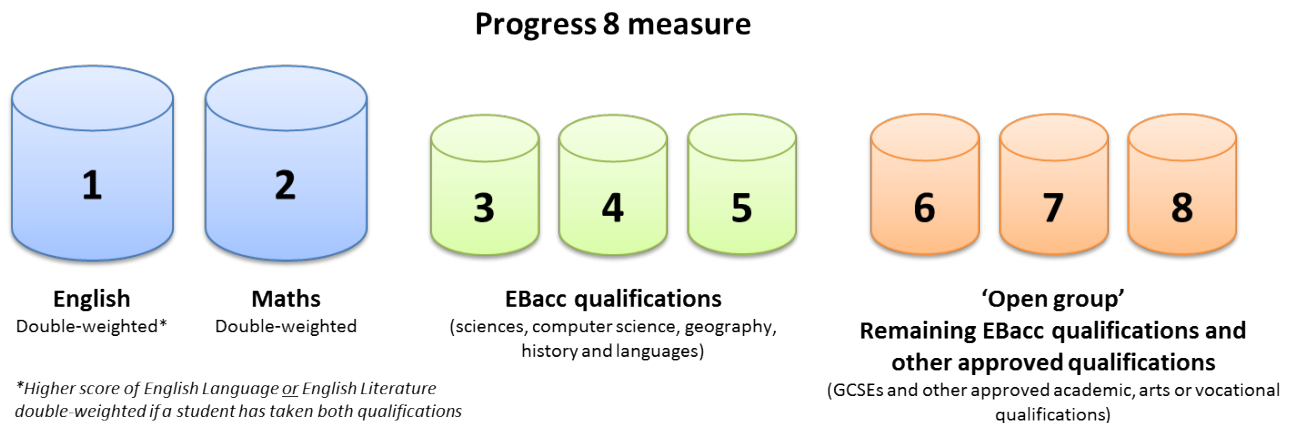 Progress 8 measure
1
2
3
4
5
6
7
8
English
Double-weighted*
Maths
Double-weighted
EBacc qualifications
(sciences, computer science, geography,
history and languages)
‘Open group’
Remaining EBacc qualifications and
other approved qualifications
(GCSEs and other approved academic, arts or vocational
qualifications)
*Higher score of English Language or English Literature
double-weighted if a student has taken both qualifications